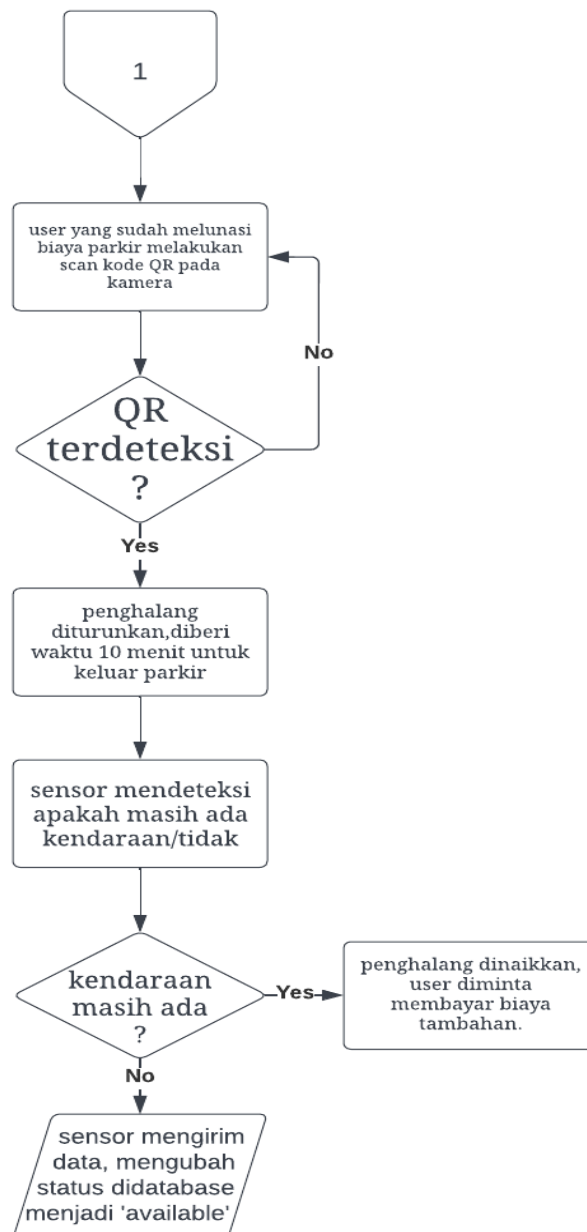 1
user yang sudah melunasi
biaya parkir melakukan
scan kode QR pada
kamera
No
QR
terdeteksi
?
Yes
penghalang
diturunkan,diberi
waktu 10 menit untuk
keluar parkir
sensor mendeteksi
apakah masih ada
kendaraan/tidak
kendaraan
masih ada
?
Yes
penghalang dinaikkan,
user diminta
membayar biaya
tambahan.
No
sensor mengirim
data, mengubah
status didatabase
menjadi 'available'